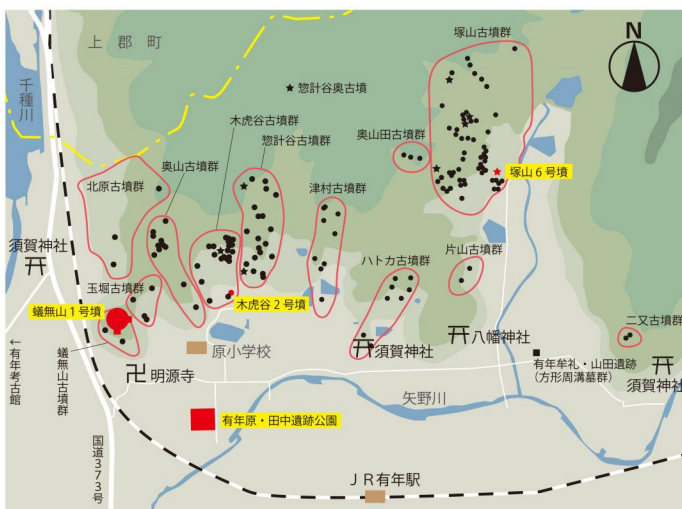 上郡町
塚山古墳群
N
千種川
★惣計谷奥古墳
木虎谷古墳群
惣計谷古墳群
奥山田古墳群
奥山古墳群
塚山6号墳
北原古墳群
津村古墳群
須賀神社
ハトカ古墳群
片山古墳群
玉堀古墳群
蟻無山1号墳
木虎谷2号墳
二又古墳群
原小学校
須賀神社
八幡神社
←有年考古館
蟻無山古墳群
卍明源寺
有年牟礼・山田遺跡
(方形周溝墓群)
須賀神社
矢野川
有年原・田中遺跡公園
国道373号
JR有年駅